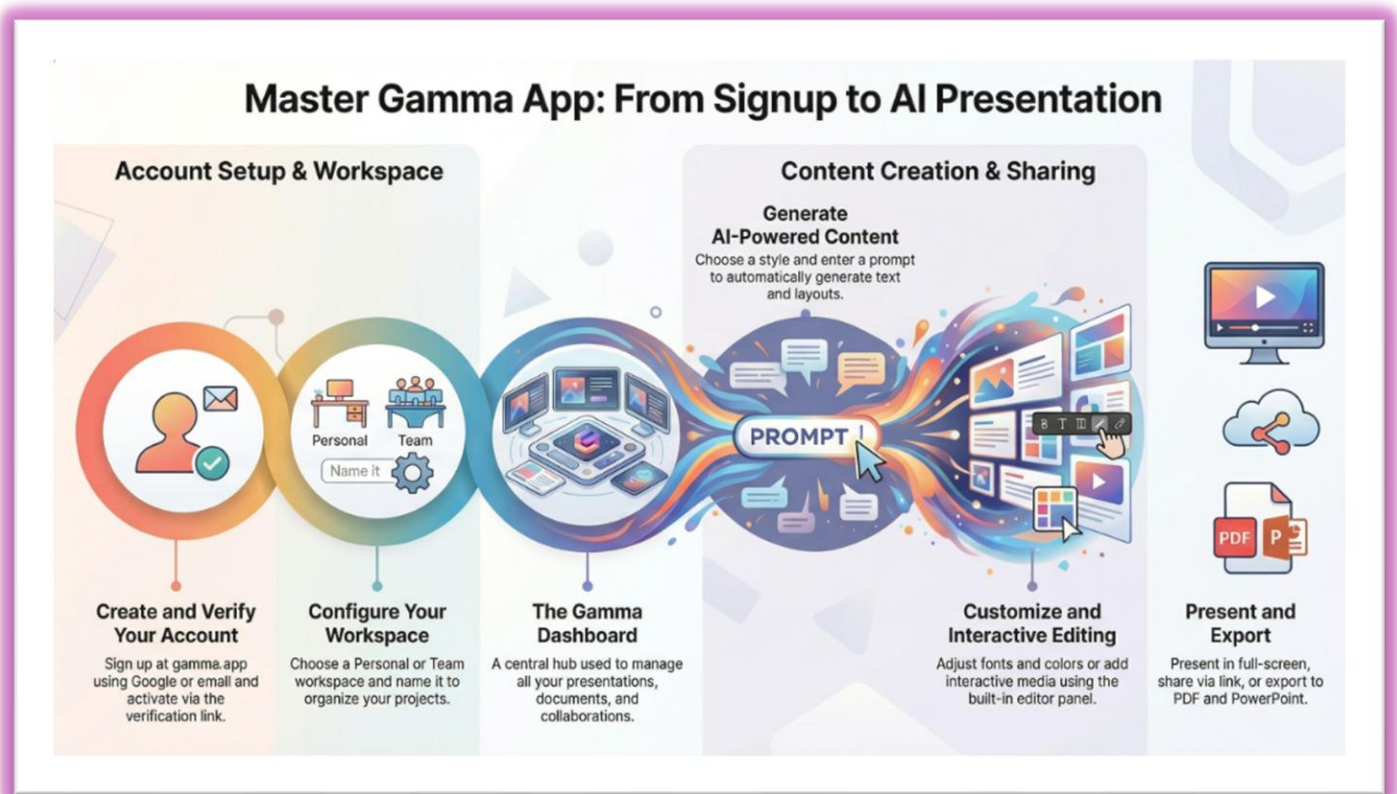 Master Gamma App: From Signup to AI Presentation
Account Setup & Workspace
Personal
Team
Name it
Create and Verify
Your Account
Sign up at gamma.app
using Google or email and
activate via the
verification link.
Configure Your
Workspace
Choose a Personal or Team
workspace and name it to
organize your projects.
The Gamma
Dashboard
A central hub used to manage
all your presentations,
documents, and
collaborations.
Content Creation & Sharing
Generate
AI-Powered Content
Choose a style and enter a prompt
to automatically generate text
and layouts.
PROMPT
B T
Customize and
Interactive Editing
Adjust fonts and colors or add
interactive media using the
built-in editor panel.
PDF
P
Present and
Export
Present in full-screen,
share via link, or export to
PDF and PowerPoint.